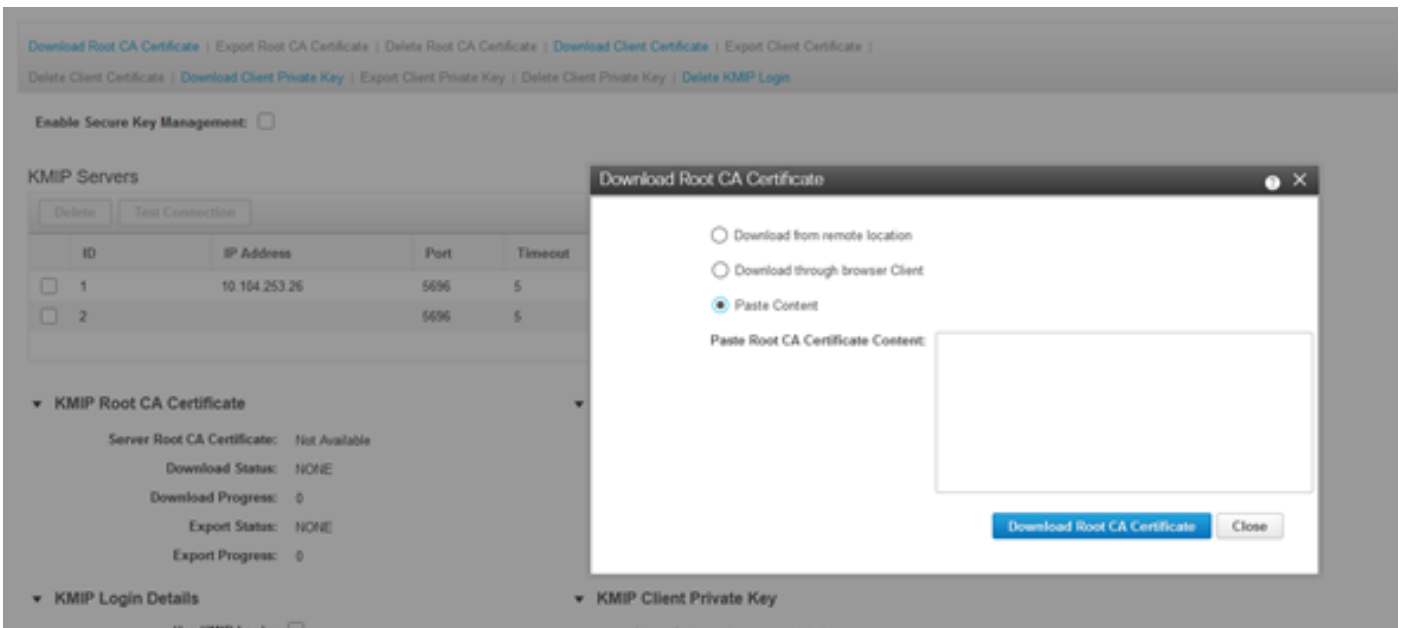 Download Root CA Certificate | Export Root CA Certificate | Delete Root CA Certificate | Download Client Certificate | Export Client Certificate |
Delete Client Certificate | Download Client Private Key | Export Client Private Key | Delete Client Private Key | Delete KMIP Login
Enable Secure Key Management:
KMIP Servers
Delete Test Connection
ID IP Address Port Timeout
1 10.104.253.26 5696 5
2 5696 5
Download Root CA Certificate
Download from remote location
Download through browser Client
Paste Content
Paste Root CA Certificate Content:
Download Root CA Certificate Close
KMIP Root CA Certificate
Server Root CA Certificate: Not Available
Download Status: NONE
Download Progress: 0
Export Status: NONE
Export Progress: 0
KMIP Login Details
KMIP Client Private Key